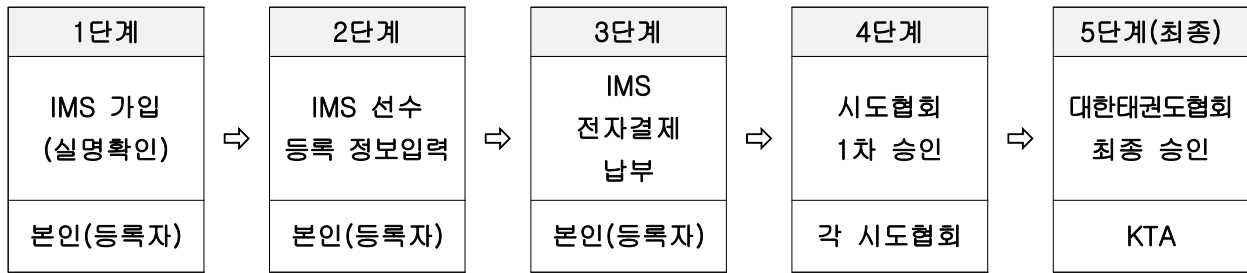 1단계
IMS 가입
(실명확인)
본인(등록자)
⇨
2단계
IMS 선수
등록 정보입력
본인(등록자)
⇨
3단계
IMS
전자결제
납부
본인(등록자)
⇨
4단계
시도협회
1차 승인
각 시도협회
⇨
5단계(최종)
대한태권도협회
최종 승인
KTA